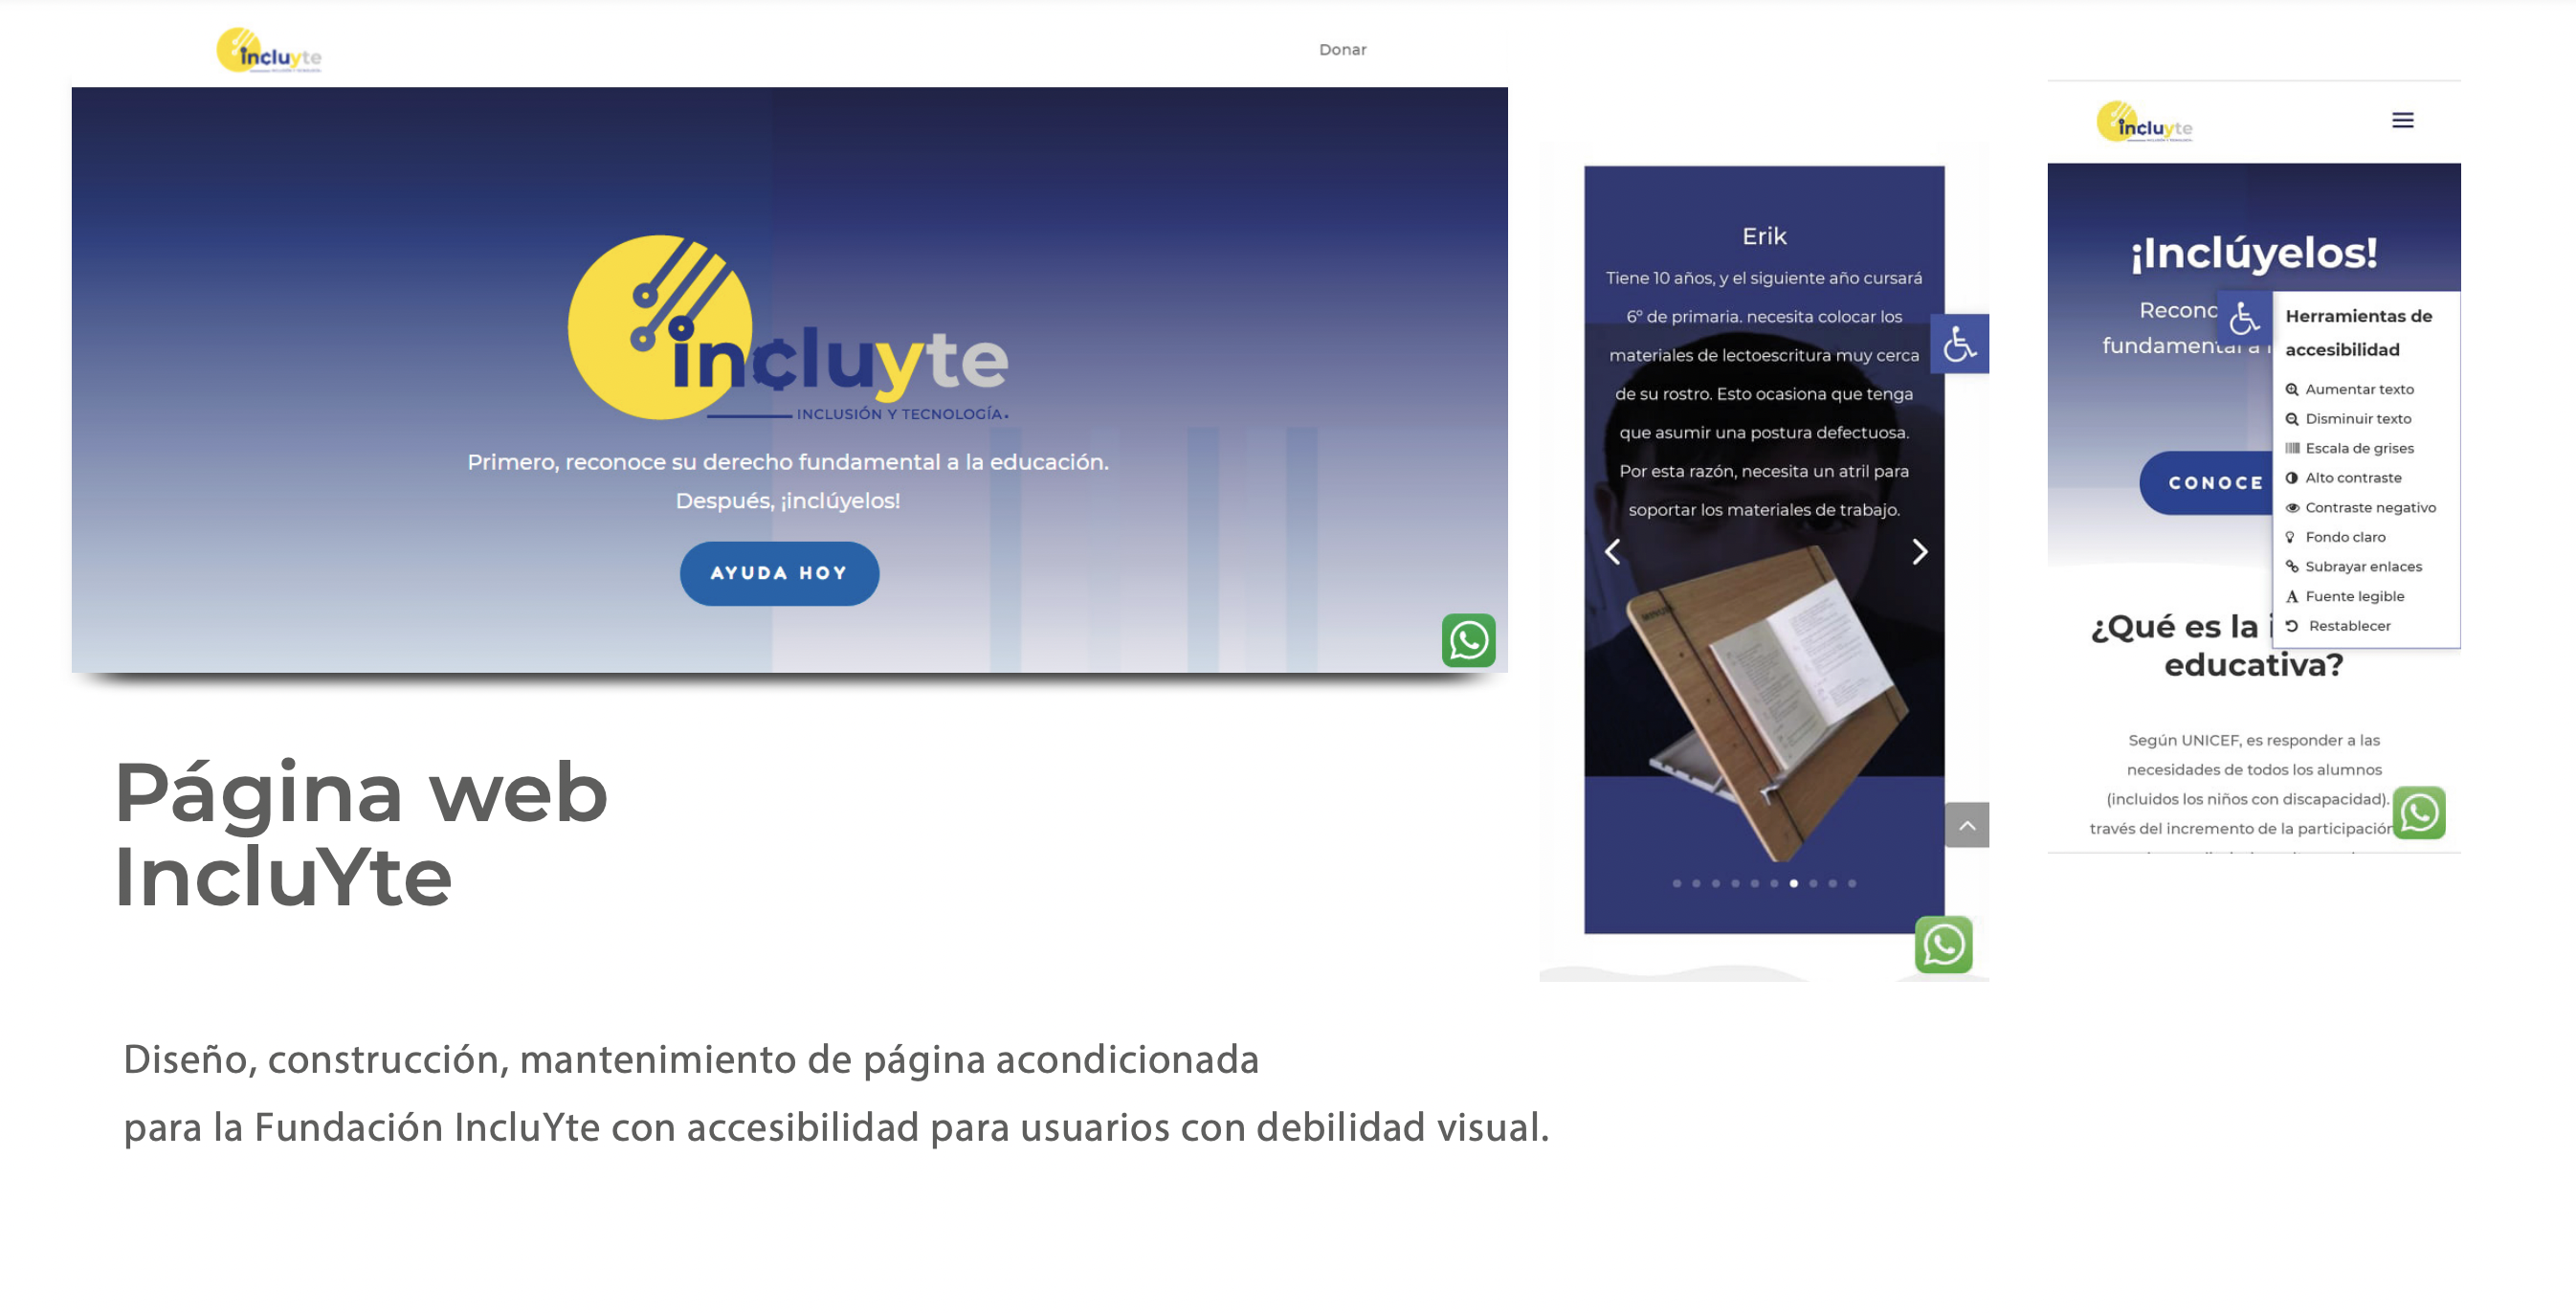 incluyte
Donar
incluyte
INCLUSIÓN Y TECNOLOGÍA.
Primero, reconoce su derecho fundamental a la educación.
Después, ¡inclúyelos!
AYUDA HOY
Erik
Tiene 10 años, y el siguiente año cursará
6º de primaria. necesita colocar los
materiales de lectoescritura muy cerca
de su rostro. Esto ocasiona que tenga
que asumir una postura defectuosa.
Por esta razón, necesita un atril para
soportar los materiales de trabajo.
incluyte
¡Inclúyelos!
Herramientas de
accesibilidad
Aumentar texto
Disminuir texto
Escala de grises
Alto contraste
Contraste negativo
Fondo claro
Subrayar enlaces
Fuente legible
Restablecer
CONOCE
¿Qué es la
educativa?
Según UNICEF, es responder a las
necesidades de todos los alumnos
(incluidos los niños con discapacidad).
través del incremento de la participación
Página web
IncluYte
Diseño, construcción, mantenimiento de página acondicionada
para la Fundación IncluYte con accesibilidad para usuarios con debilidad visual.